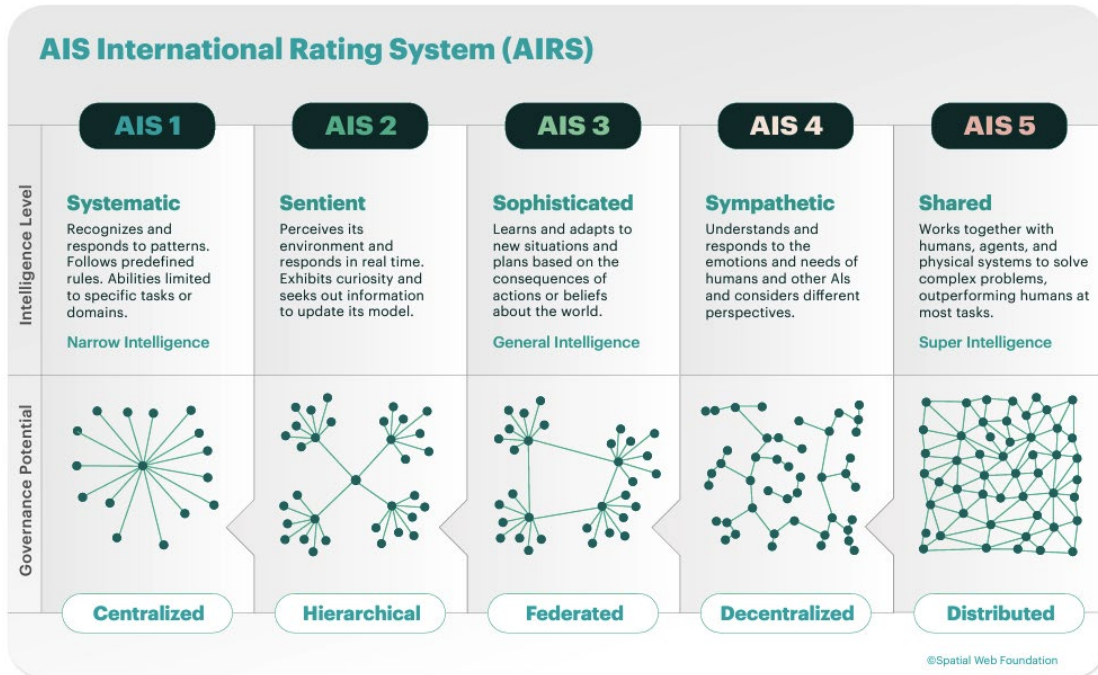 AIS International Rating System (AIRS)
AIS 1
AIS 2
AIS 3
AIS 4
AIS 5
Intelligence Level
Systematic
Recognizes and
responds to patterns.
Follows predefined
rules. Abilities limited
to specific tasks or
domains.
Narrow Intelligence
Sentient
Perceives its
environment and
responds in real time.
Exhibits curiosity and
seeks out information
to update its model.
Sophisticated
Learns and adapts to
new situations and
plans based on the
consequences of
actions or beliefs
about the world.
General Intelligence
Sympathetic
Understands and
responds to the
emotions and needs of
humans and other AIs
and considers different
perspectives.
Shared
Works together with
humans, agents, and
physical systems to solve
complex problems,
outperforming humans at
most tasks.
Super Intelligence
Governance Potential
Centralized
Hierarchical
Federated
Decentralized
Distributed
©Spatial Web Foundation